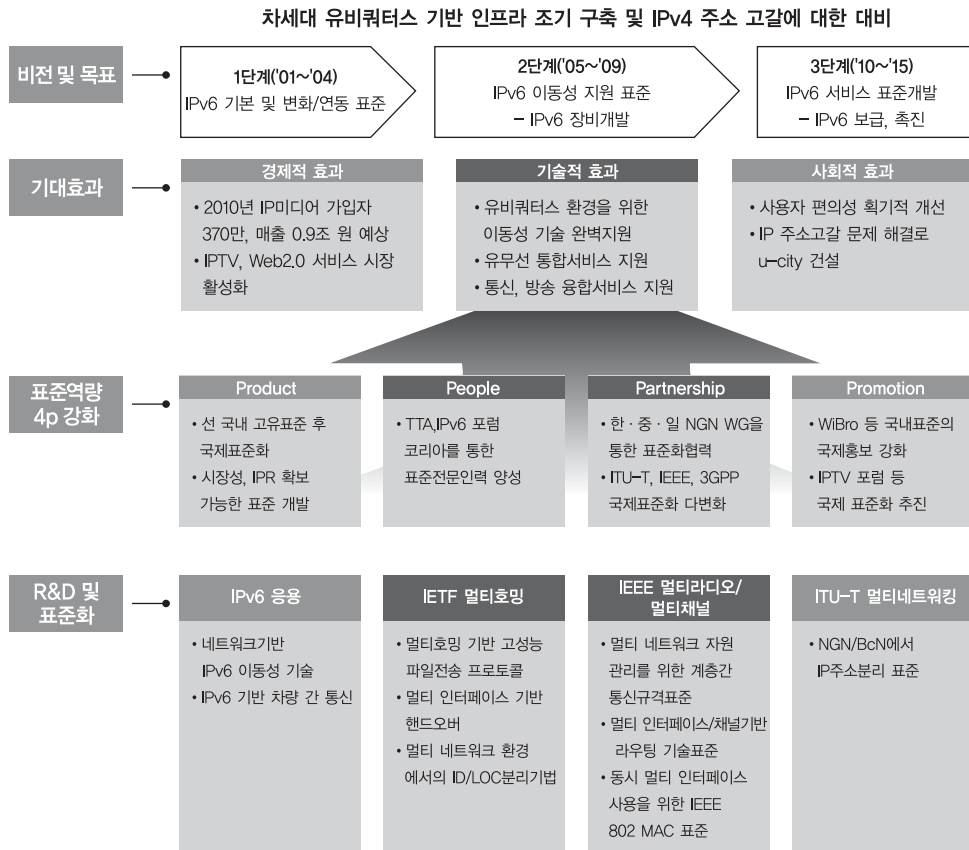 차세대 유비쿼터스 기반 인프라 조기 구축 및 IPv4 주소 고갈에 대한 대비
비전 및 목표
1단계('01~'04)
IPv6 기본 및 변화/연동 표준
2단계('05~'09)
IPv6 이동성 지원 표준
– IPv6 장비개발
3단계('10~'15)
IPv6 서비스 표준개발
– IPv6 보급, 촉진
기대효과
경제적 효과
• 2010년 IP미디어 가입자
370만, 매출 0.9조 원 예상
• IPTV, Web2.0 서비스 시장
활성화
기술적 효과
• 유비쿼터스 환경을 위한
이동성 기술 완벽지원
• 유무선 통합서비스 지원
• 통신, 방송 융합서비스 지원
사회적 효과
• 사용자 편의성 획기적 개선
• IP 주소고갈 문제 해결로
u-city 건설
표준역량
4p 강화
Product
• 선 국내 고유표준 후
국제표준화
• 시장성, IPR 확보
가능한 표준 개발
People
• TTA,IPv6 포럼
코리아를 통한
표준전문인력 양성
Partnership
• 한·중·일 NGN WG을
통한 표준화협력
• ITU-T, IEEE, 3GPP
국제표준화 다변화
Promotion
• WiBro 등 국내표준의
국제홍보 강화
• IPTV 포럼 등
국제 표준화 추진
R&D 및
표준화
IPv6 응용
• 네트워크기반
IPv6 이동성 기술
• IPv6 기반 차량 간 통신
IETF 멀티호밍
• 멀티호밍 기반 고성능
파일전송 프로토콜
• 멀티 인터페이스 기반
핸드오버
• 멀티 네트워크 환경
에서의 ID/LOC분리기법
IEEE 멀티라디오/
멀티채널
• 멀티 네트워크 자원
관리를 위한 계층간
통신규격표준
• 멀티 인터페이스/채널기반
라우팅 기술표준
• 동시 멀티 인터페이스
사용을 위한 IEEE
802 MAC 표준
ITU-T 멀티네트워킹
• NGN/BcN에서
IP주소분리 표준